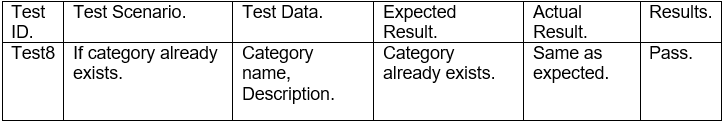 Test ID. Test Scenario. Test Data. Expected Result. Actual Result. Results.
Test8 If category already exists. Category name, Description. Category already exists. Same as expected. Pass.